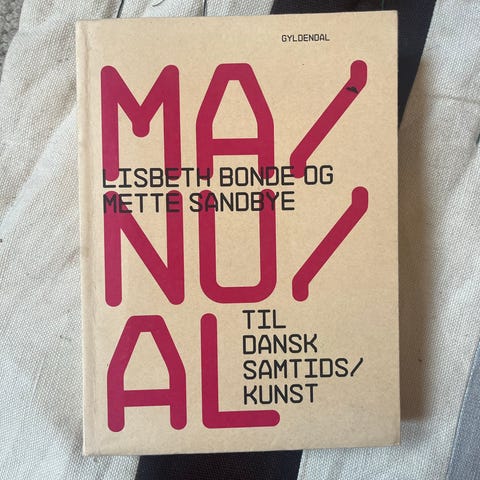 GYLDENDAL
MA/
LISBETH BONDE OG
METTE SANDBYE
NU/
AL
TIL
DANSK
SAMTIDS/
KUNST